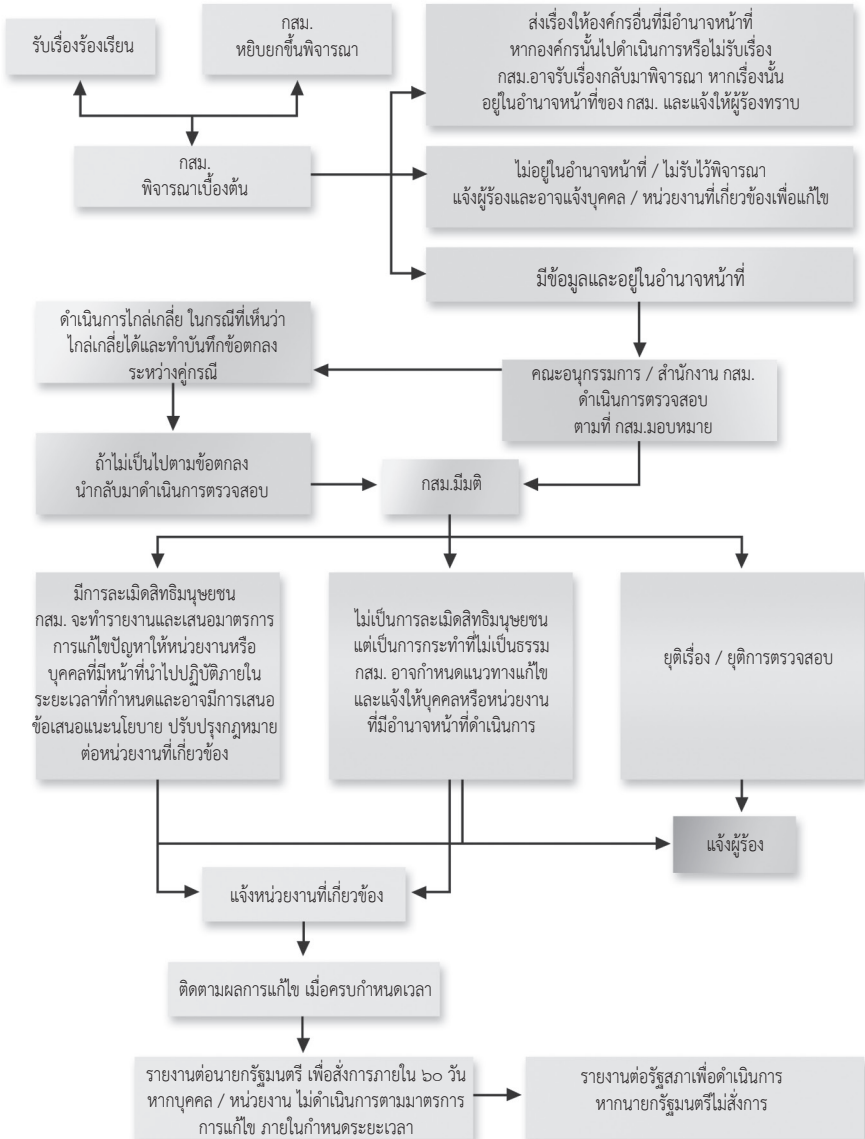 รับเรื่องร้องเรียน
กสม.
หยิบยกขึ้นพิจารณา
ส่งเรื่องให้องค์กรอื่นที่มีอำนาจหน้าที่
หากองค์กรนั้นไปดำเนินการหรือไม่รับเรื่อง
กสม.อาจรับเรื่องกลับมาพิจารณา หากเรื่องนั้น
อยู่ในอำนาจหน้าที่ของ กสม. และแจ้งให้ผู้ร้องทราบ
กสม.
พิจารณาเบื้องต้น
ไม่อยู่ในอำนาจหน้าที่ / ไม่รับไว้พิจารณา
แจ้งผู้ร้องและอาจแจ้งบุคคล / หน่วยงานที่เกี่ยวข้องเพื่อแก้ไข
มีข้อมูลและอยู่ในอำนาจหน้าที่
ดำเนินการไกล่เกลี่ย ในกรณีที่เห็นว่า
ไกล่เกลี่ยได้และทำบันทึกข้อตกลง
ระหว่างคู่กรณี
คณะอนุกรรมการ / สำนักงาน กสม.
ดำเนินการตรวจสอบ
ตามที่ กสม.มอบหมาย
ถ้าไม่เป็นไปตามข้อตกลง
นำกลับมาดำเนินการตรวจสอบ
กสม.มีมติ
มีการละเมิดสิทธิมนุษยชน
กสม. จะทำรายงานและเสนอมาตรการ
การแก้ไขปัญหาให้หน่วยงานหรือ
บุคคลที่มีหน้าที่นำไปปฏิบัติภายใน
ระยะเวลาที่กำหนดและอาจมีการเสนอ
ข้อเสนอแนะนโยบาย ปรับปรุงกฎหมาย
ต่อหน่วยงานที่เกี่ยวข้อง
ไม่เป็นการละเมิดสิทธิมนุษยชน
แต่เป็นการกระทำที่ไม่เป็นธรรม
กสม. อาจกำหนดแนวทางแก้ไข
และแจ้งให้บุคคลหรือหน่วยงาน
ที่มีอำนาจหน้าที่ดำเนินการ
ยุติเรื่อง / ยุติการตรวจสอบ
แจ้งผู้ร้อง
แจ้งหน่วยงานที่เกี่ยวข้อง
ติดตามผลการแก้ไข เมื่อครบกำหนดเวลา
รายงานต่อนายกรัฐมนตรี เพื่อสั่งการภายใน ๖๐ วัน
หากบุคคล / หน่วยงาน ไม่ดำเนินการตามมาตรการ
การแก้ไข ภายในกำหนดระยะเวลา
รายงานต่อรัฐสภาเพื่อดำเนินการ
หากนายกรัฐมนตรีไม่สั่งการ